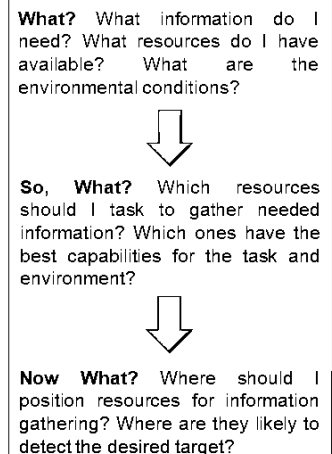 What? What information do I
need? What resources do I have
available? What are the
environmental conditions?
So, What? Which resources
should I task to gather needed
information? Which ones have the
best capabilities for the task and
environment?
Now What? Where should I
position resources for information
gathering? Where are they likely to
detect the desired target?